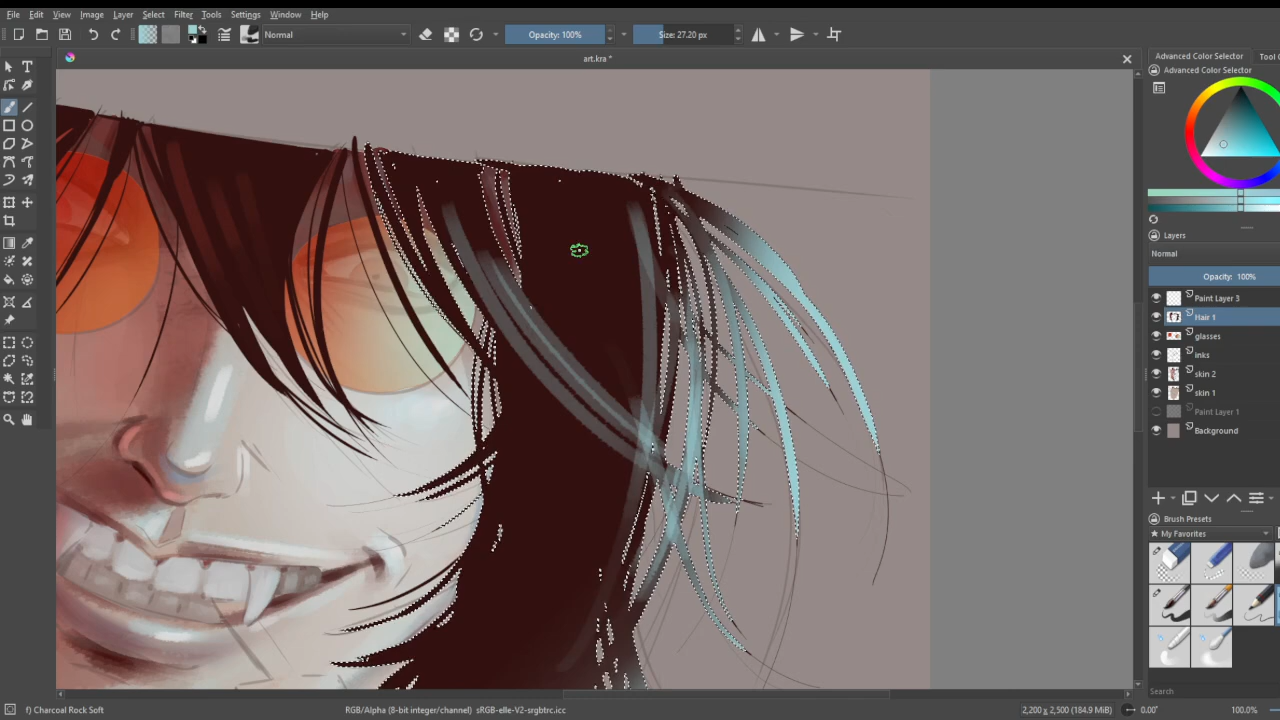 File Edit View Image Layer Select Filter Tools Settings Window Help
Normal Opacity: 100% Size: 27.20 px
art.kra *
Advanced Color Selector Tool O
Advanced Color Selector
Layers
Normal
Opacity: 100%
Paint Layer 3
Hair 1
glasses
links
skin 2
skin 1
Paint Layer 1
Background
Brush Presets
★ My Favorites
Search
f) Charcoal Rock Soft RGB/Alpha (8-bit integer/channel) sRGB-elle-V2-srgbtrc.icc 2,200 x 2,500 (184.9 MiB) 0.00° 100.0%